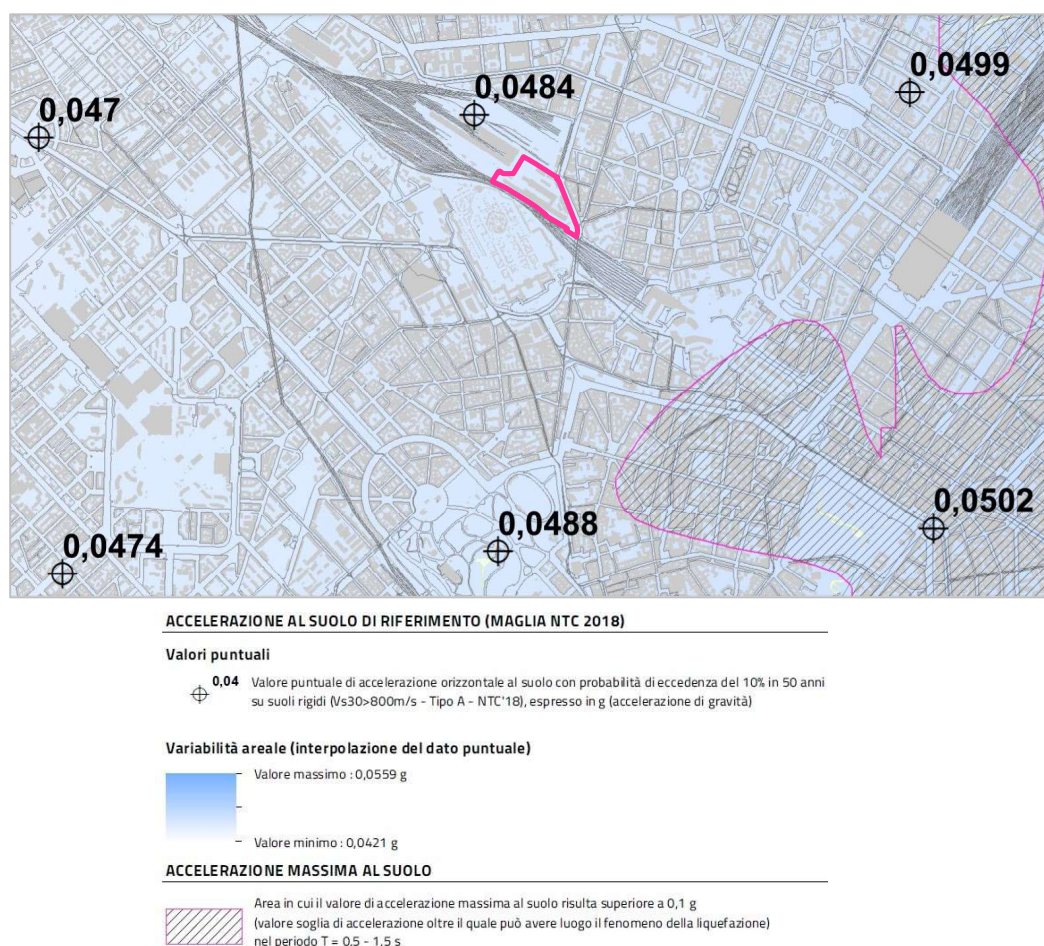 0,047
0,0484
0,0499
0,0474
0,0488
0,0502
ACCELERAZIONE AL SUOLO DI RIFERIMENTO (MAGLIA NTC 2018)
Valori puntuali
0,04 Valore puntuale di accelerazione orizzontale al suolo con probabilità di eccedenza del 10% in 50 anni
su suoli rigidi (Vs30>800m/s - Tipo A - NTC'18), espresso in g (accelerazione di gravità)
Variabilità areale (interpolazione del dato puntuale)
Valore massimo : 0,0559 g
Valore minimo : 0,0421 g
ACCELERAZIONE MASSIMA AL SUOLO
Area in cui il valore di accelerazione massima al suolo risulta superiore a 0,1 g
(valore soglia di accelerazione oltre il quale può avere luogo il fenomeno della liquefazione)
nel periodo T = 0,5 - 1,5 s